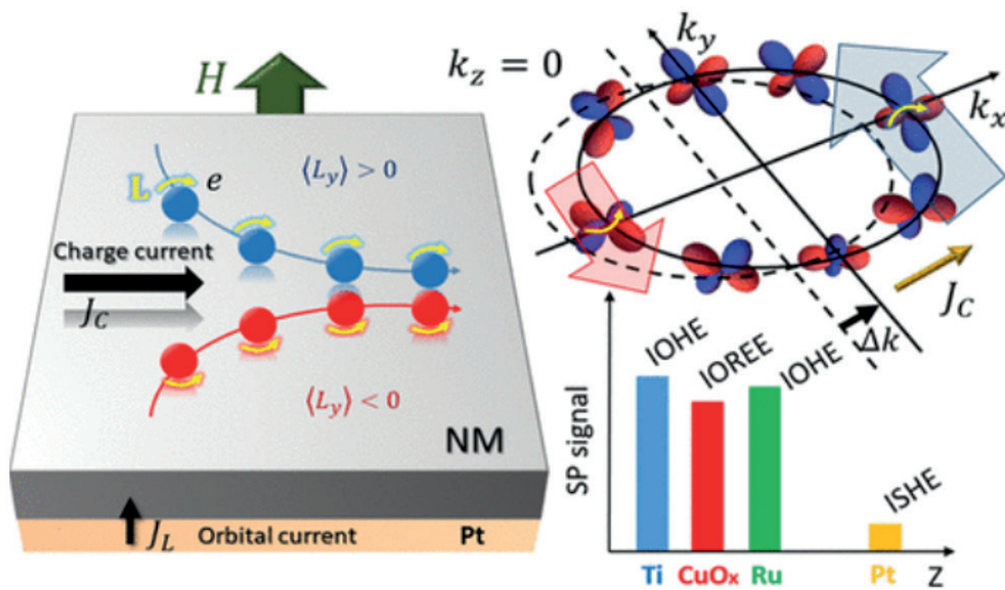 H
L
e
⟨L_y⟩ > 0
Charge current
J_C
⟨L_y⟩ < 0
NM
J_L Orbital current Pt
k_z = 0
k_y
k_x
J_C
Δk
SP signal
IOHE
IOREE
IOHE
ISHE
Ti CuOx Ru Pt Z